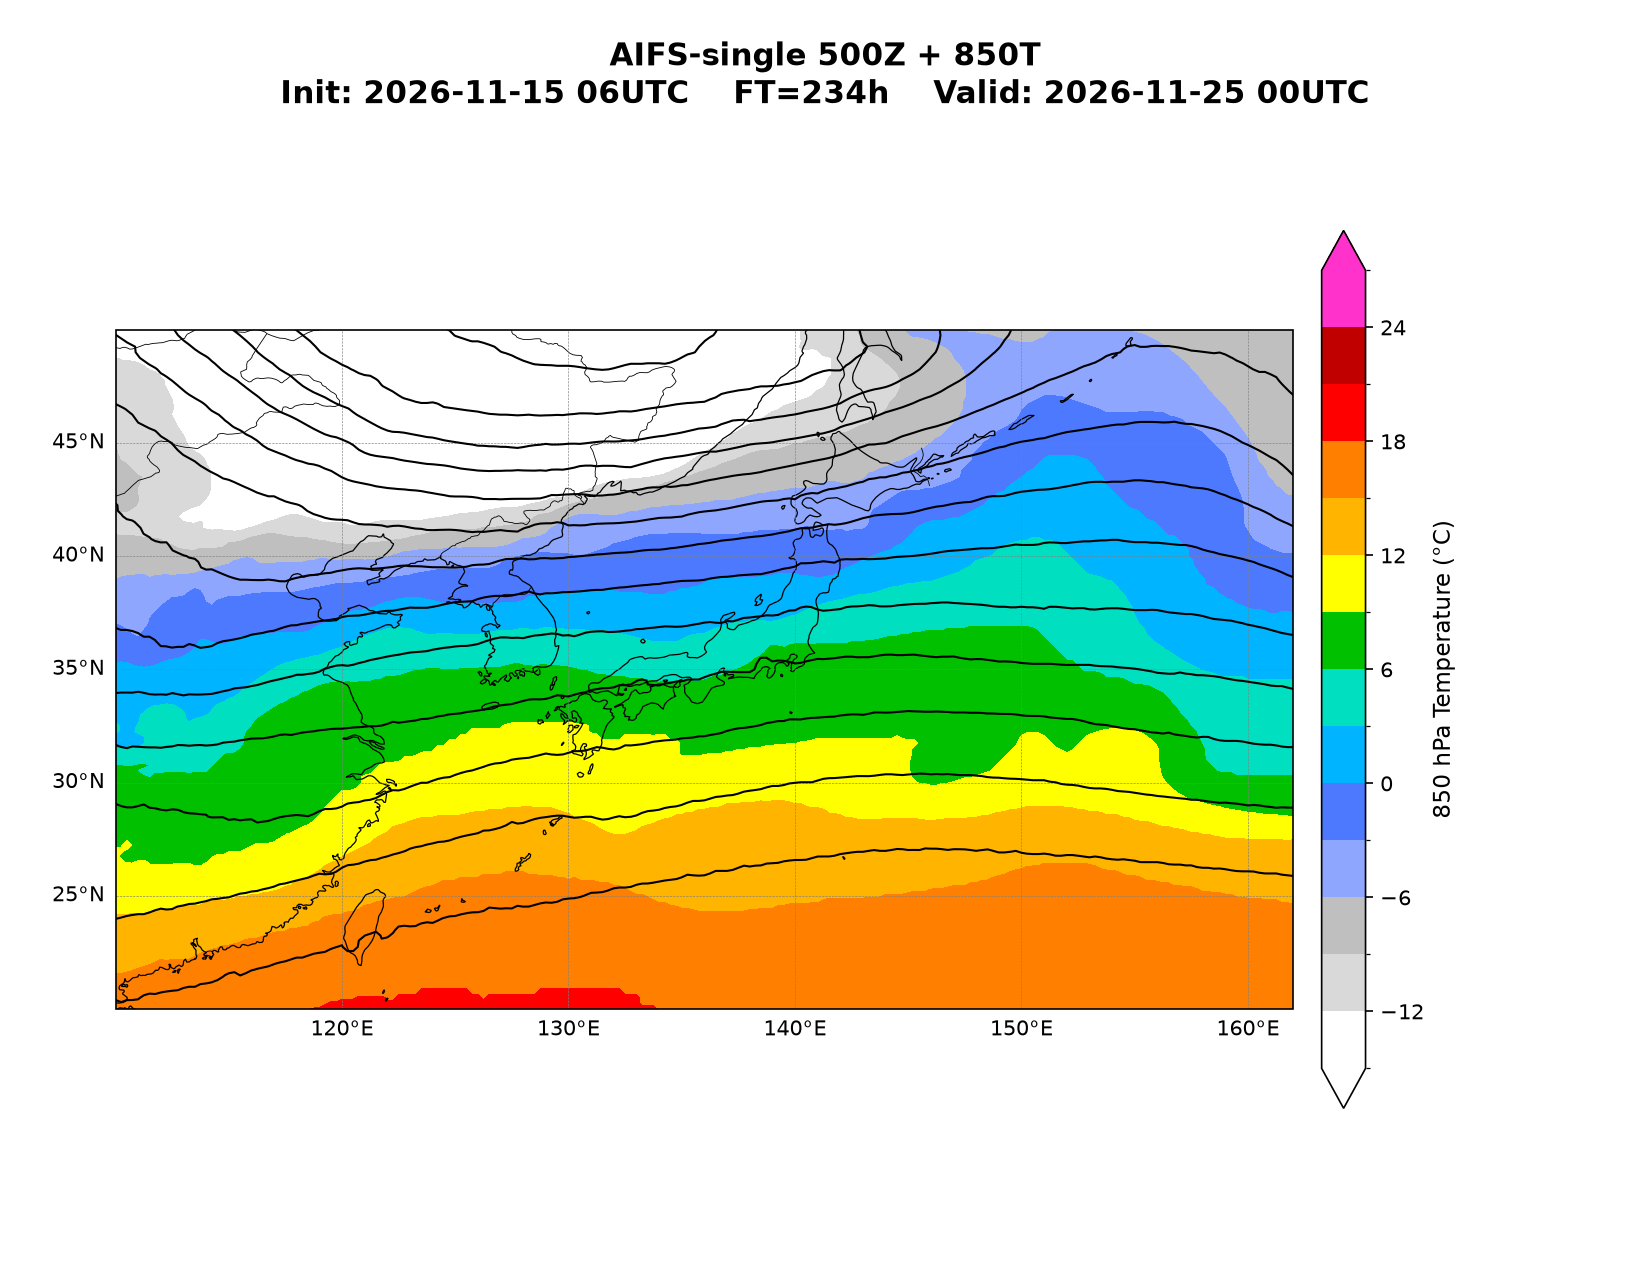 AIFS-single 500Z + 850T
Init: 2026-11-15 06UTC    FT=234h    Valid: 2026-11-25 00UTC
24
18
12
6
0
−6
−12
850 hPa Temperature (°C)
45°N
40°N
35°N
30°N
25°N
120°E
130°E
140°E
150°E
160°E